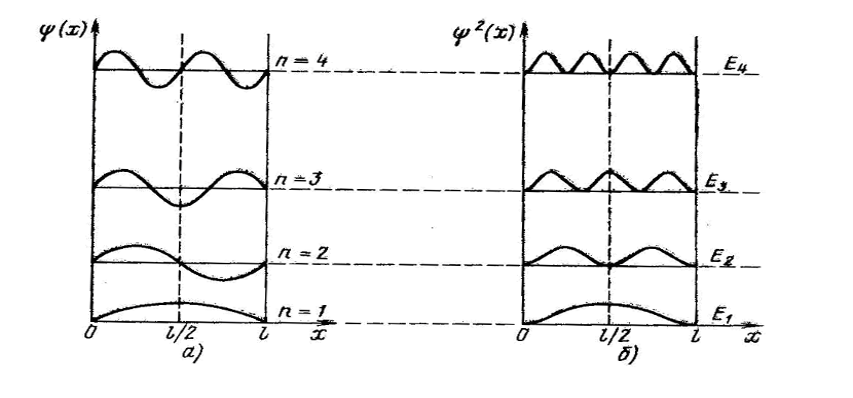 ψ(x)
ψ²(x)
n=4
E₄
n=3
E₃
n=2
E₂
n=1
E₁
0 l/2 l x
0 l/2 l x
а)
б)